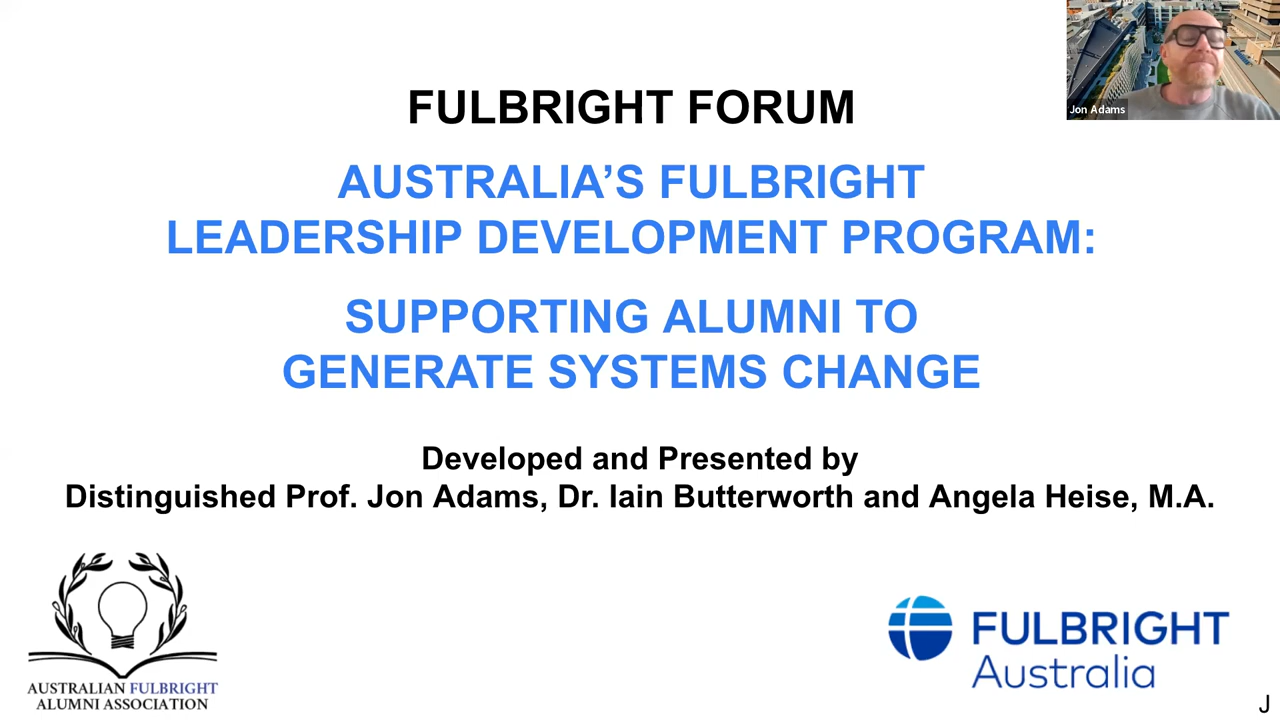 FULBRIGHT FORUM
Jon Adams
AUSTRALIA'S FULBRIGHT
LEADERSHIP DEVELOPMENT PROGRAM:
SUPPORTING ALUMNI TO
GENERATE SYSTEMS CHANGE
Developed and Presented by
Distinguished Prof. Jon Adams, Dr. Iain Butterworth and Angela Heise, M.A.
AUSTRALIAN FULBRIGHT
ALUMNI ASSOCIATION
FULBRIGHT
Australia
J